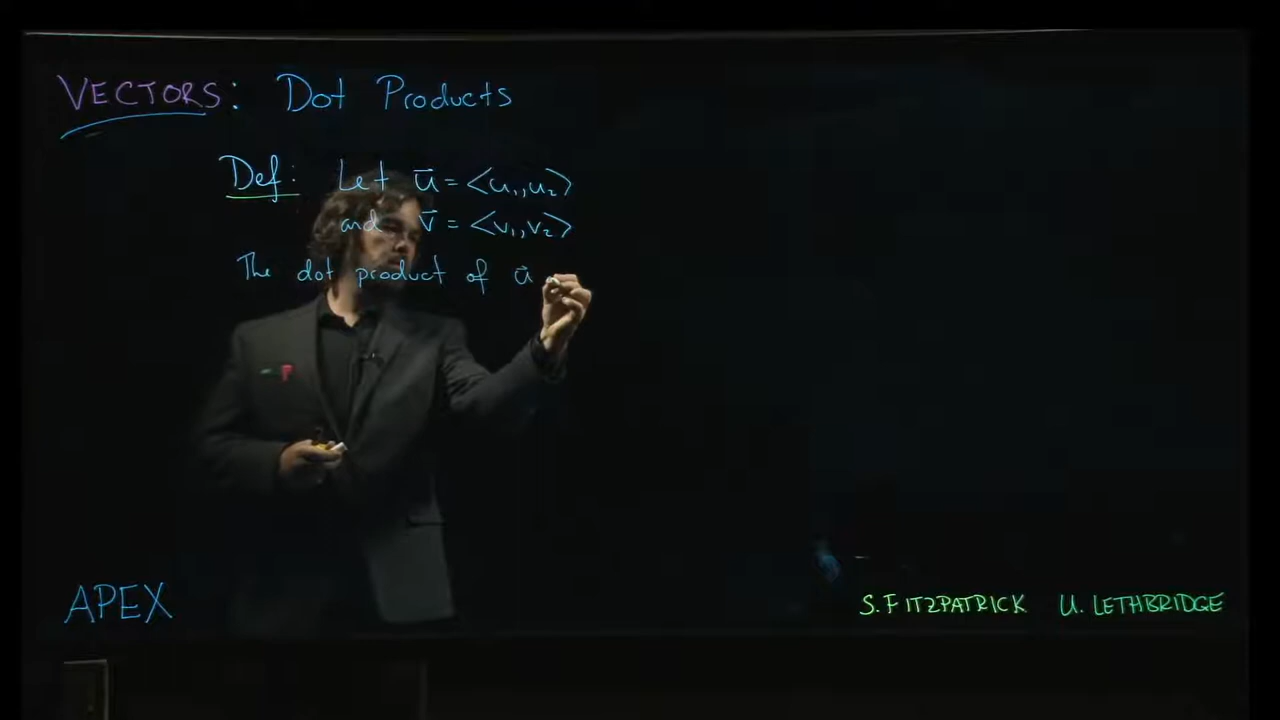 VECTORS: Dot Products
Def: Let u⃗ = <u₁,u₂>
and v⃗ = <v₁,v₂>
The dot product of u⃗
APEX
S. FITZPATRICK U. LETHBRIDGE